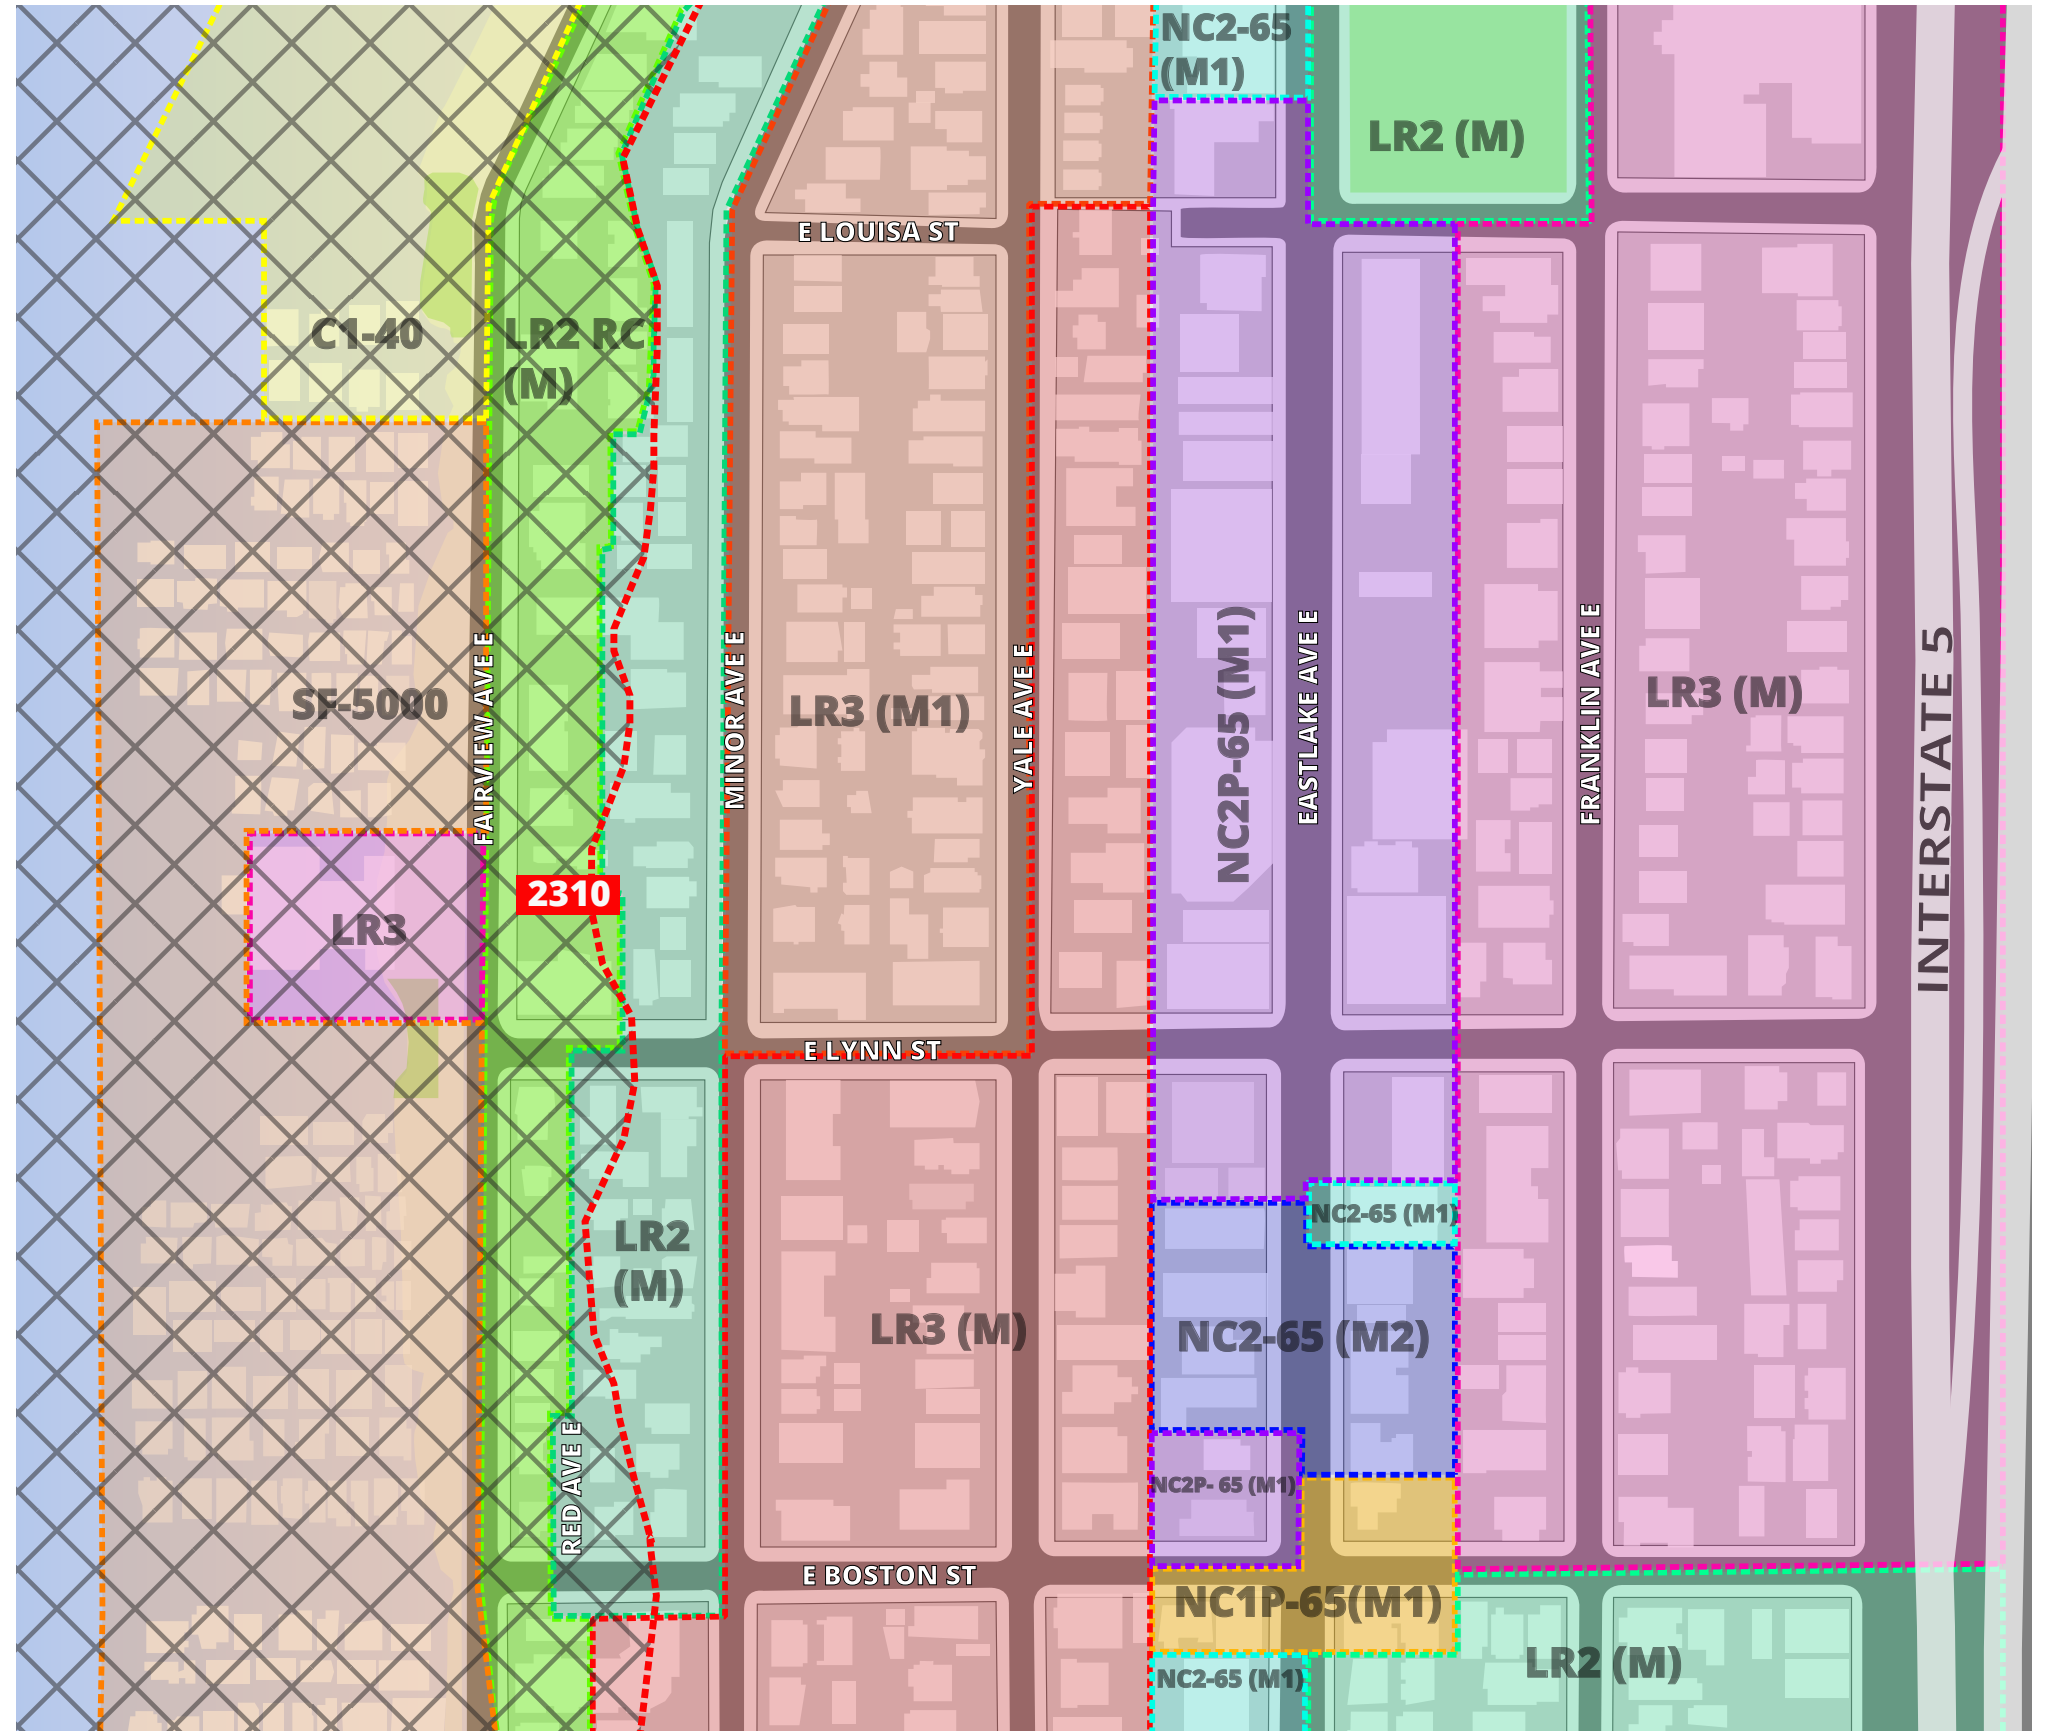 NC2-65
(M1)
LR2 (M)
E LOUISA ST
C1-40
LR2 RC
(M)
SF-5000
FAIRVIEW AVE E
MINOR AVE E
LR3 (M1)
YALE AVE E
NC2P-65 (M1)
EASTLAKE AVE E
FRANKLIN AVE E
LR3 (M)
INTERSTATE 5
2310
LR3
E LYNN ST
LR2
(M)
NC2-65 (M1)
LR3 (M)
NC2-65 (M2)
RED AVE E
NC2P- 65 (M1)
E BOSTON ST
NC1P-65(M1)
LR2 (M)
NC2-65 (M1)